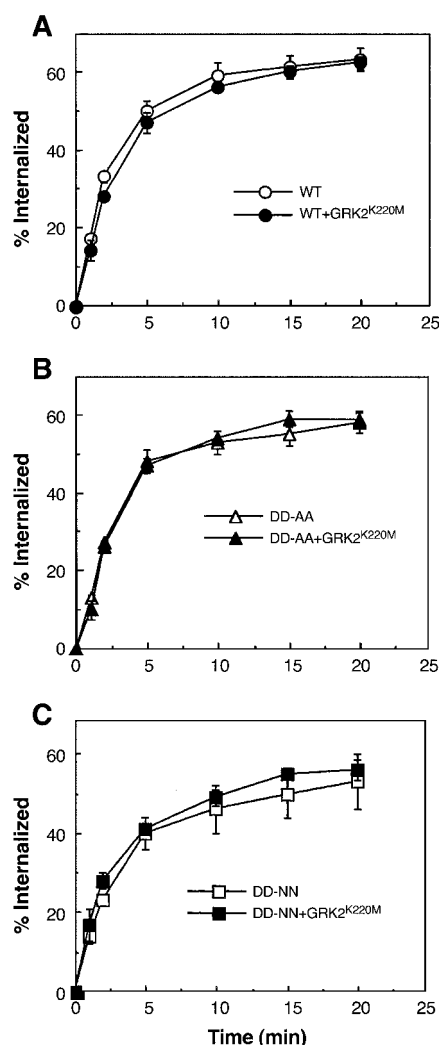 A
% Internalized
60
40
20
0
WT
WT+GRK2K220M
0
5
10
15
20
25
B
% Internalized
60
40
20
0
DD-AA
DD-AA+GRK2K220M
0
5
10
15
20
25
C
% Internalized
60
40
20
0
DD-NN
DD-NN+GRK2K220M
0
5
10
15
20
25
Time (min)